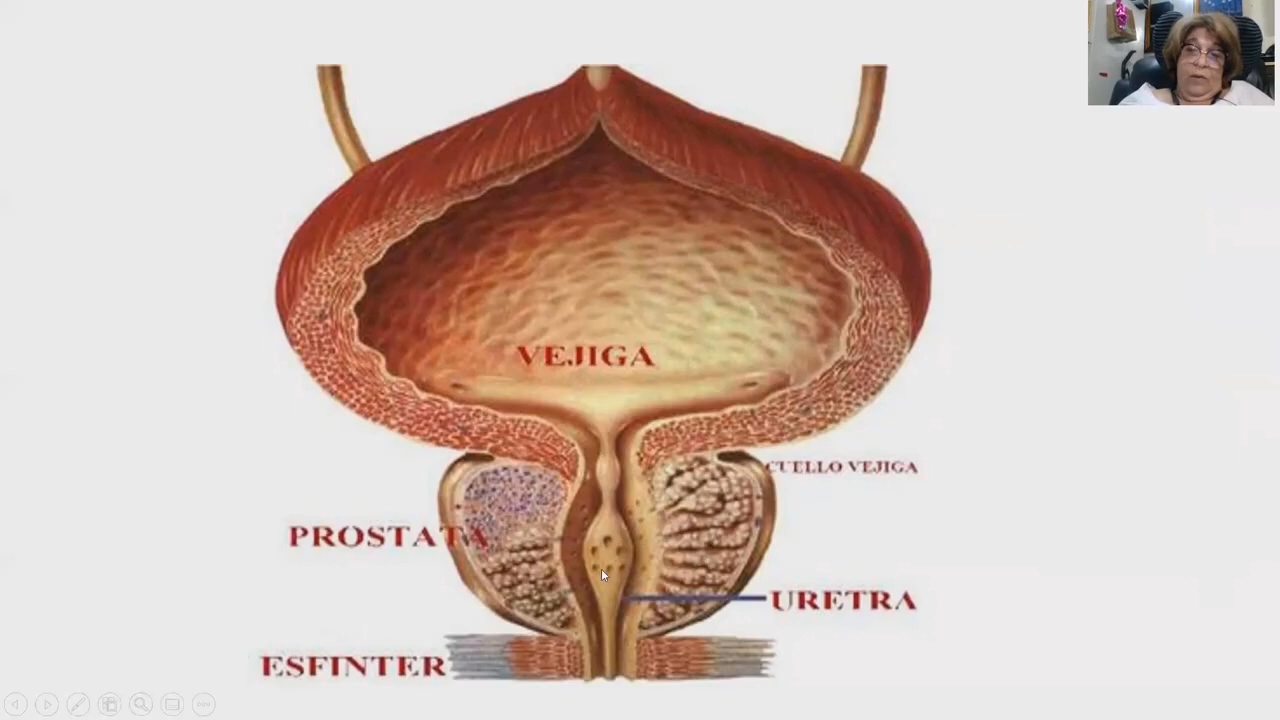 VEJIGA
CUELLO VEJIGA
PROSTATA
URETRA
ESFINTER